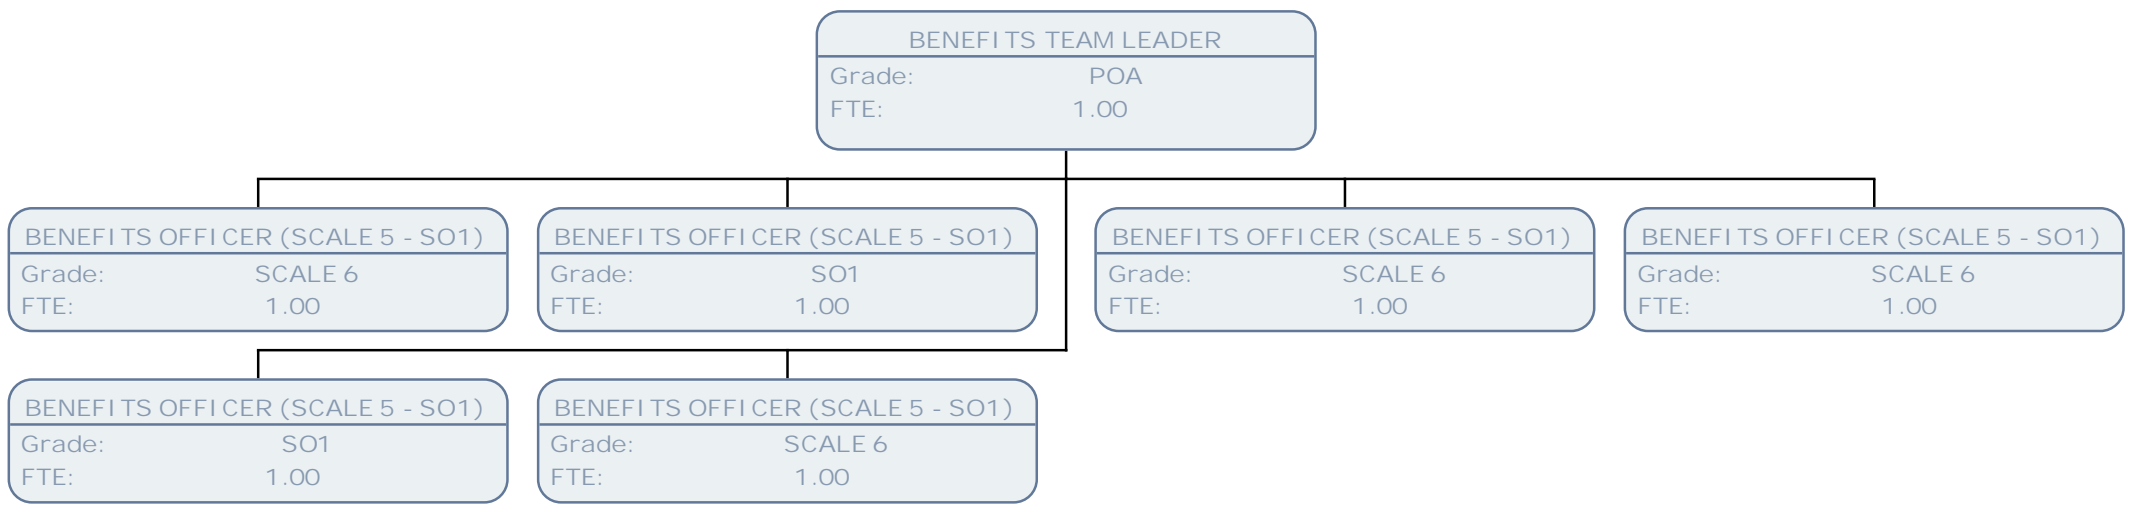 BENEFITS TEAM LEADER
Grade: POA
FTE: 1.00
BENEFITS OFFICER (SCALE 5 - SO1)
Grade: SCALE 6
FTE: 1.00
BENEFITS OFFICER (SCALE 5 - SO1)
Grade: SO1
FTE: 1.00
BENEFITS OFFICER (SCALE 5 - SO1)
Grade: SCALE 6
FTE: 1.00
BENEFITS OFFICER (SCALE 5 - SO1)
Grade: SCALE 6
FTE: 1.00
BENEFITS OFFICER (SCALE 5 - SO1)
Grade: SO1
FTE: 1.00
BENEFITS OFFICER (SCALE 5 - SO1)
Grade: SCALE 6
FTE: 1.00